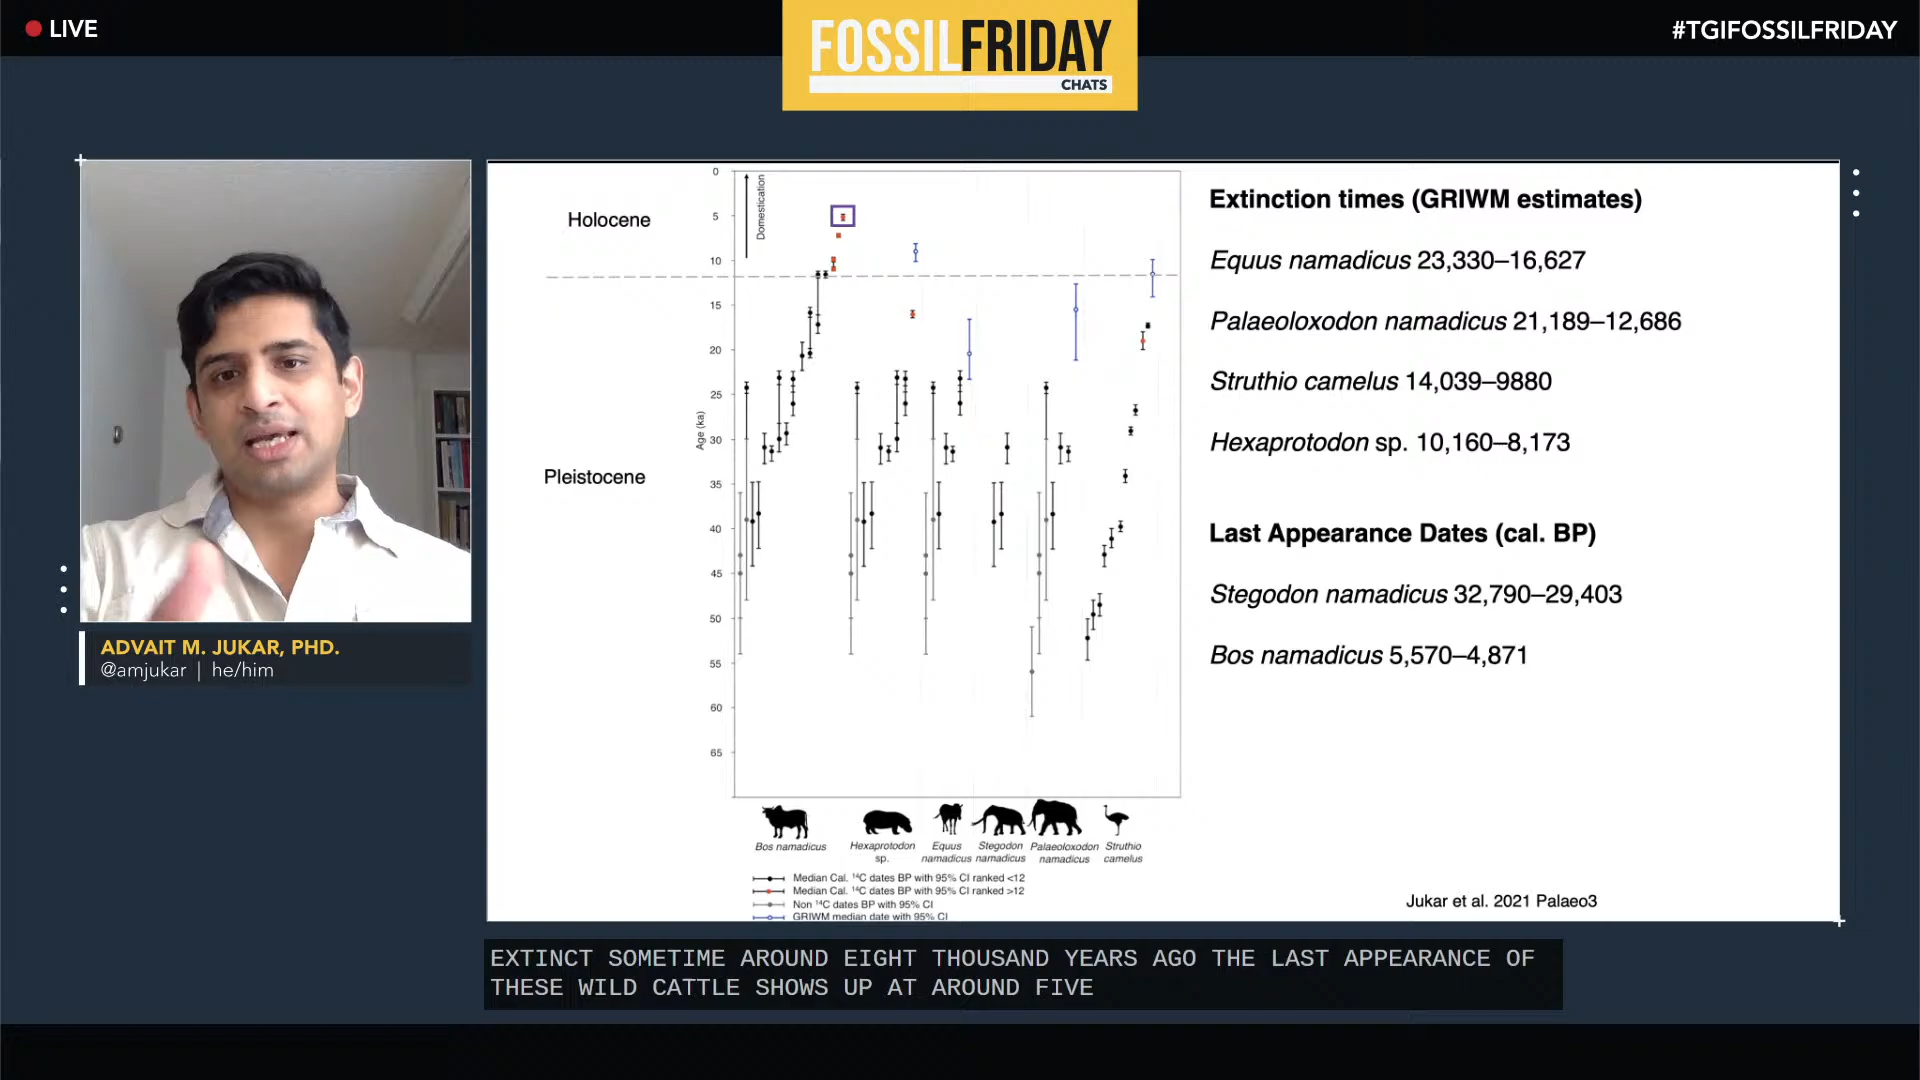 LIVE
FOSSILFRIDAY
CHATS
#TGIFOSSILFRIDAY
ADVAIT M. JUKAR, PHD.
@amjukar | he/him
Holocene
Pleistocene
Domestication
Age (ka)
0
5
10
15
20
25
30
35
40
45
50
55
60
65
Bos namadicus
Hexaprotodon
sp.
Equus
namadicus
Stegodon
namadicus
Palaeoloxodon
namadicus
Struthio
camelus
Median Cal. ¹⁴C dates BP with 95% CI ranked <12
Median Cal. ¹⁴C dates BP with 95% CI ranked >12
Non ¹⁴C dates BP with 95% CI
GRIWM median date with 95% CI
Extinction times (GRIWM estimates)
Equus namadicus 23,330–16,627
Palaeoloxodon namadicus 21,189–12,686
Struthio camelus 14,039–9880
Hexaprotodon sp. 10,160–8,173
Last Appearance Dates (cal. BP)
Stegodon namadicus 32,790–29,403
Bos namadicus 5,570–4,871
Jukar et al. 2021 Palaeo3
EXTINCT SOMETIME AROUND EIGHT THOUSAND YEARS AGO THE LAST APPEARANCE OF
THESE WILD CATTLE SHOWS UP AT AROUND FIVE